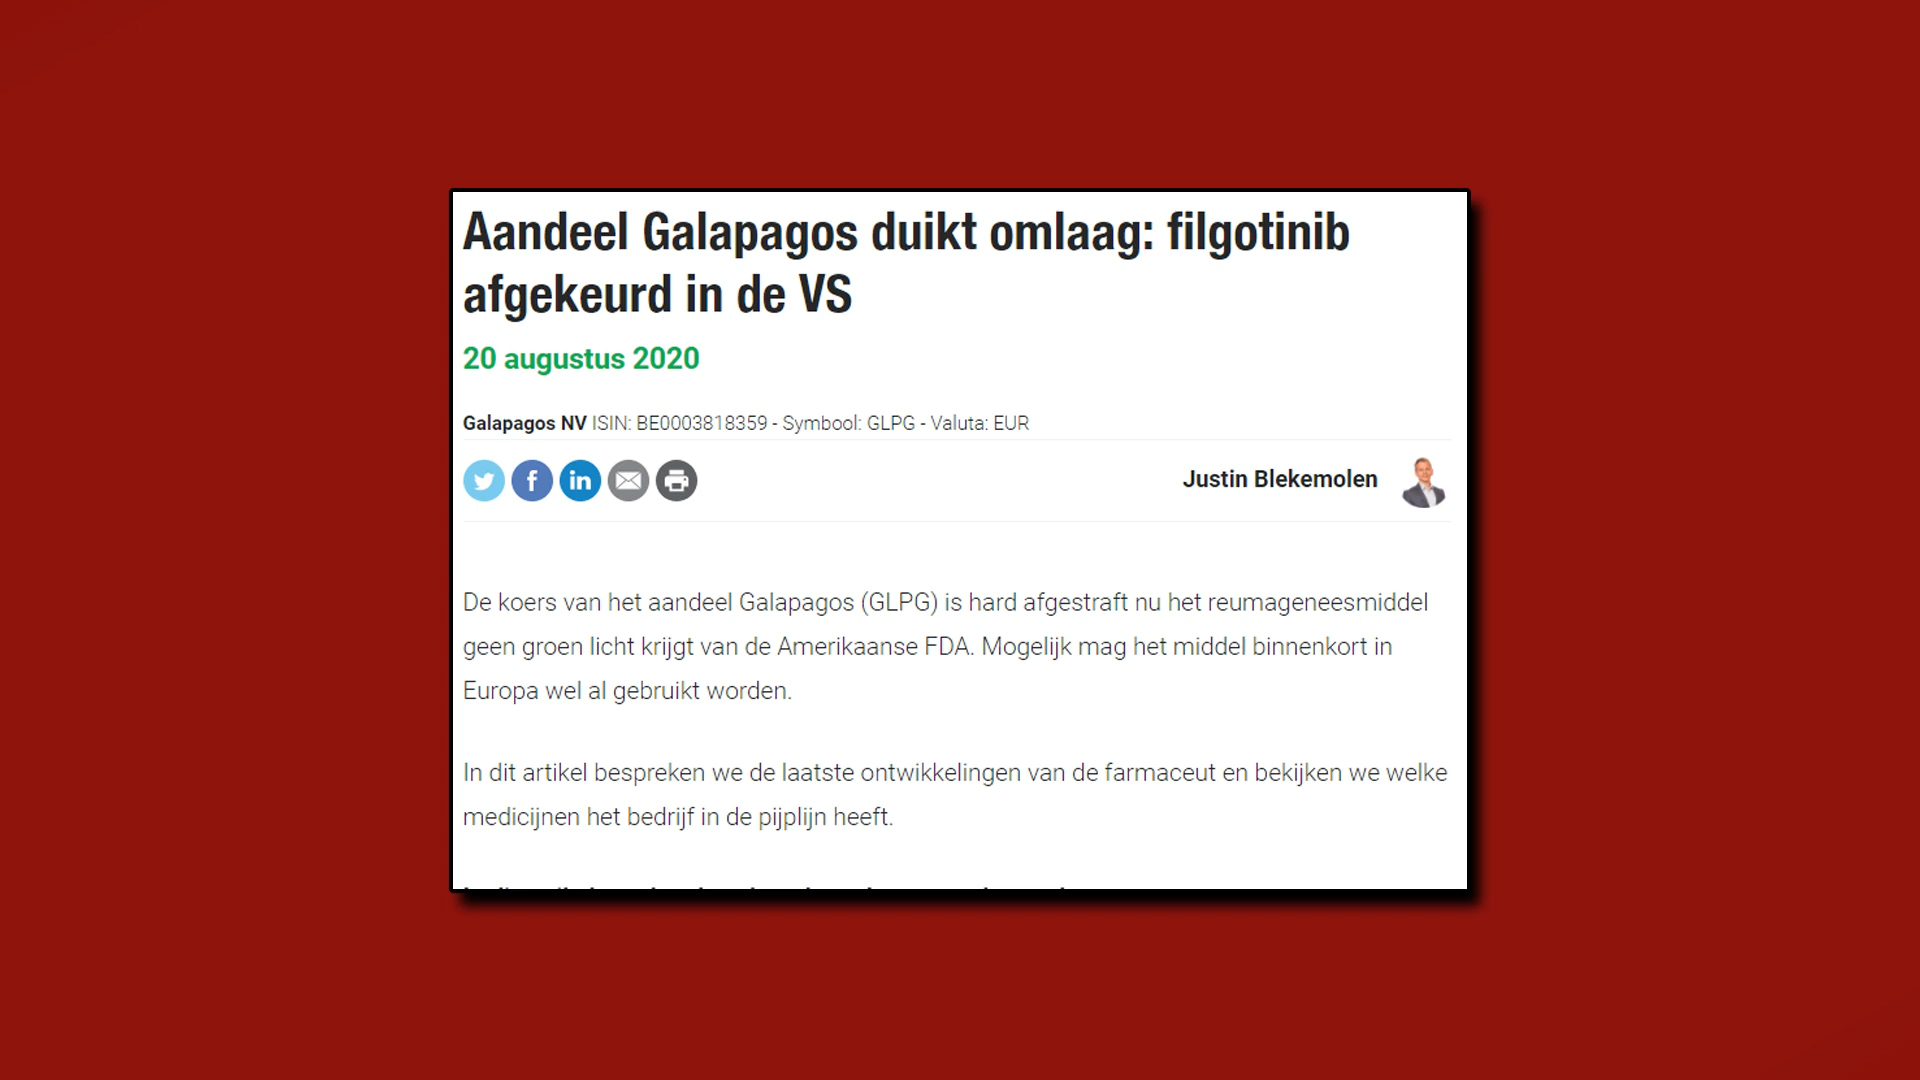 Aandeel Galapagos duikt omlaag: filgotinib
afgekeurd in de VS
20 augustus 2020
Galapagos NV ISIN: BE0003818359 - Symbool: GLPG - Valuta: EUR
Justin Blekemolen
De koers van het aandeel Galapagos (GLPG) is hard afgestraft nu het reumageneesmiddel
geen groen licht krijgt van de Amerikaanse FDA. Mogelijk mag het middel binnenkort in
Europa wel al gebruikt worden.
In dit artikel bespreken we de laatste ontwikkelingen van de farmaceut en bekijken we welke
medicijnen het bedrijf in de pijplijn heeft.